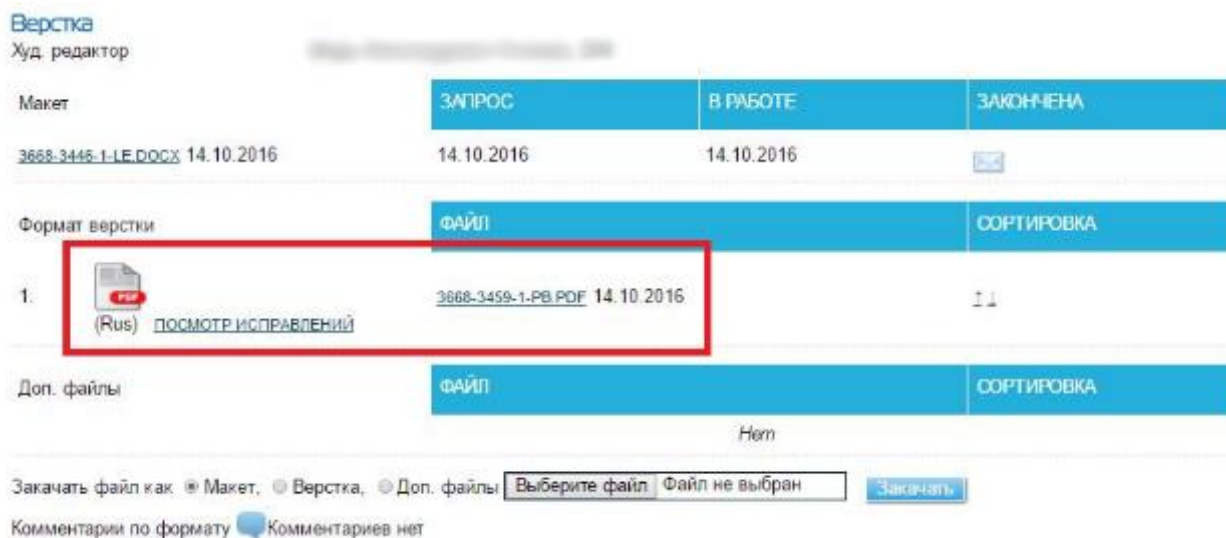 Верстка
Худ. редактор
Макет ЗАПРОС В РАБОТЕ ЗАКОНЧЕНА
3668-3446-1-LE.DOCX 14.10.2016 14.10.2016 14.10.2016
Формат верстки ФАЙЛ СОРТИРОВКА
1. PDF (Rus) ПОСМОТР ИСПРАВЛЕНИЙ 3668-3459-1-PB.PDF 14.10.2016 ↑ ↓
Доп. файлы ФАЙЛ СОРТИРОВКА
Нет
Закачать файл как Макет, Верстка, Доп. файлы Выберите файл Файл не выбран Закачать
Комментарии по формату Комментариев нет